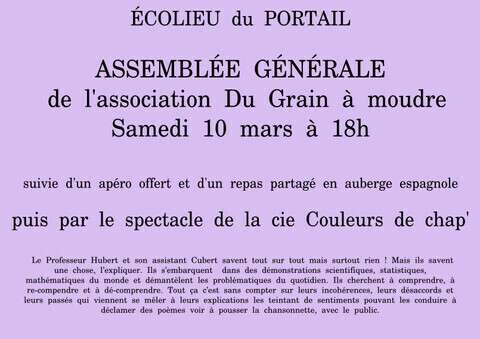 ÉCOLIEU du PORTAIL
ASSEMBLÉE GÉNÉRALE
de l'association Du Grain à moudre
Samedi 10 mars à 18h
suivie d'un apéro offert et d'un repas partagé en auberge espagnole
puis par le spectacle de la cie Couleurs de chap'
Le Professeur Hubert et son assistant Cubert savent tout sur tout mais surtout rien ! Mais ils savent
une chose, l'expliquer. Ils s'embarquent dans des démonstrations scientifiques, statistiques,
mathématiques du monde et démantèlent les problématiques du quotidien. Ils cherchent à comprendre, à
re-compendre et à dé-comprendre. Tout ça c'est sans compter sur leurs incohérences, leurs désaccords et
leurs passés qui viennent se mêler à leurs explications les teintant de sentiments pouvant les conduire à
déclamer des poèmes voir à pousser la chansonnette, avec le public.